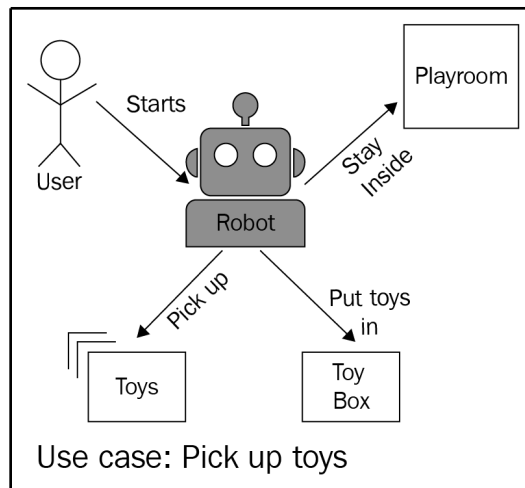 Starts
Playroom
User
Stay
Inside
Robot
Pick up
Put toys
in
Toys
Toy
Box
Use case: Pick up toys